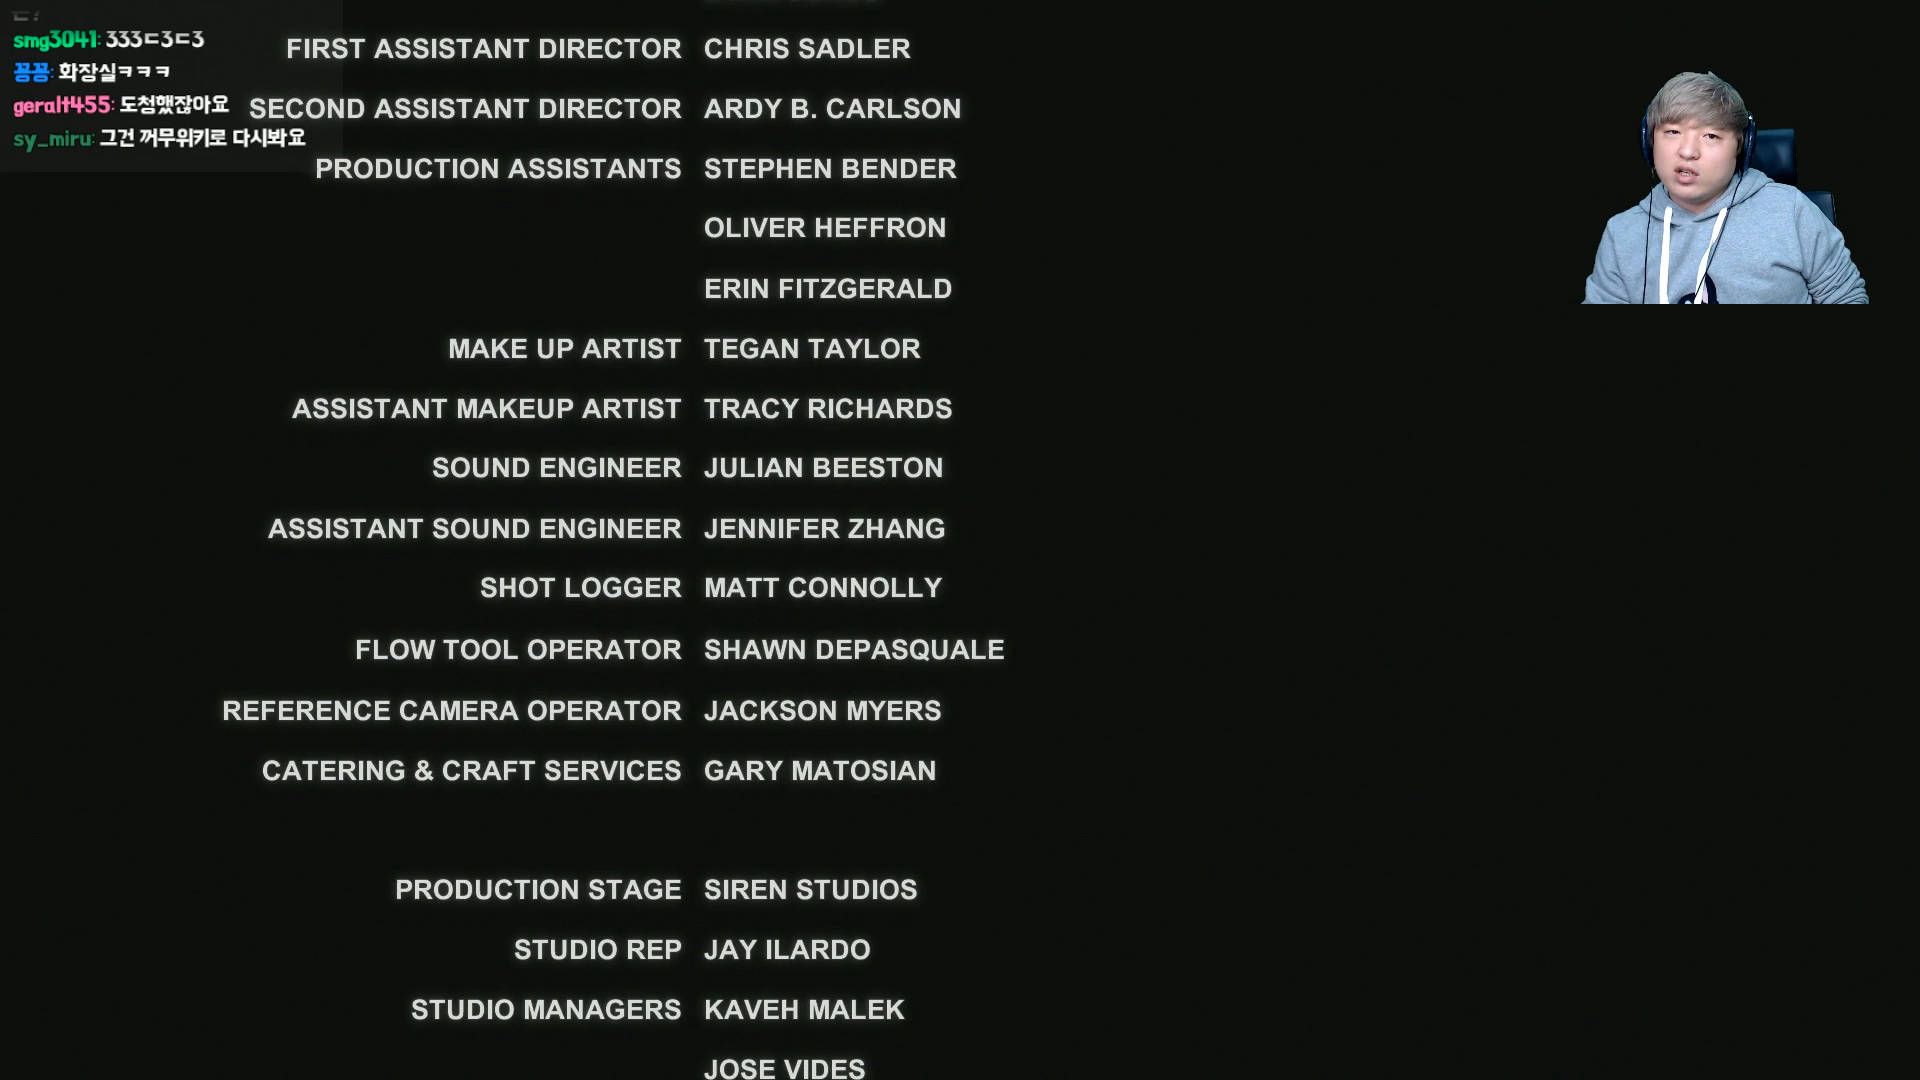 smg3041: 333ㄷ3ㄷ3
꽁꽁: 화장실ㅋㅋㅋ
geralt455: 도청했잖아요
sy_miru: 그건 꺼무위키로 다시봐요
FIRST ASSISTANT DIRECTOR CHRIS SADLER
SECOND ASSISTANT DIRECTOR ARDY B. CARLSON
PRODUCTION ASSISTANTS STEPHEN BENDER
OLIVER HEFFRON
ERIN FITZGERALD
MAKE UP ARTIST TEGAN TAYLOR
ASSISTANT MAKEUP ARTIST TRACY RICHARDS
SOUND ENGINEER JULIAN BEESTON
ASSISTANT SOUND ENGINEER JENNIFER ZHANG
SHOT LOGGER MATT CONNOLLY
FLOW TOOL OPERATOR SHAWN DEPASQUALE
REFERENCE CAMERA OPERATOR JACKSON MYERS
CATERING & CRAFT SERVICES GARY MATOSIAN
PRODUCTION STAGE SIREN STUDIOS
STUDIO REP JAY ILARDO
STUDIO MANAGERS KAVEH MALEK
JOSE VIDES